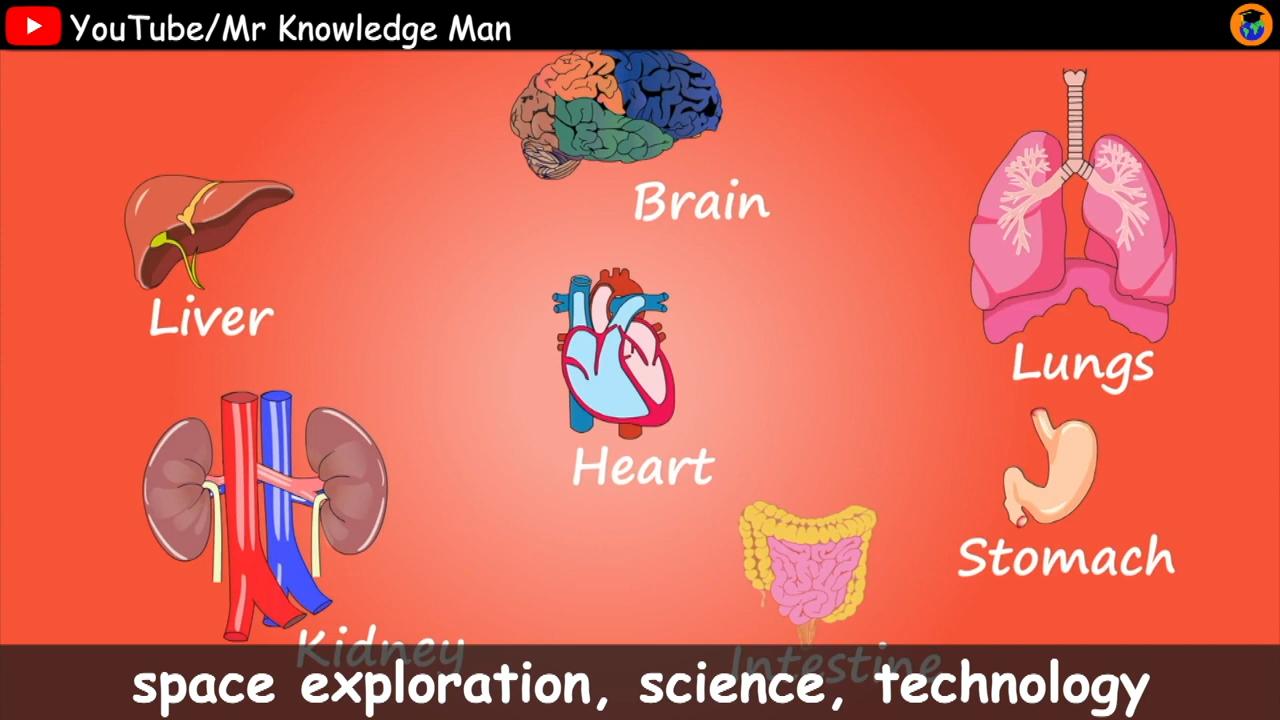 YouTube/Mr Knowledge Man
Brain
Liver
Lungs
Heart
Stomach
Kidney
Intestine
space exploration, science, technology